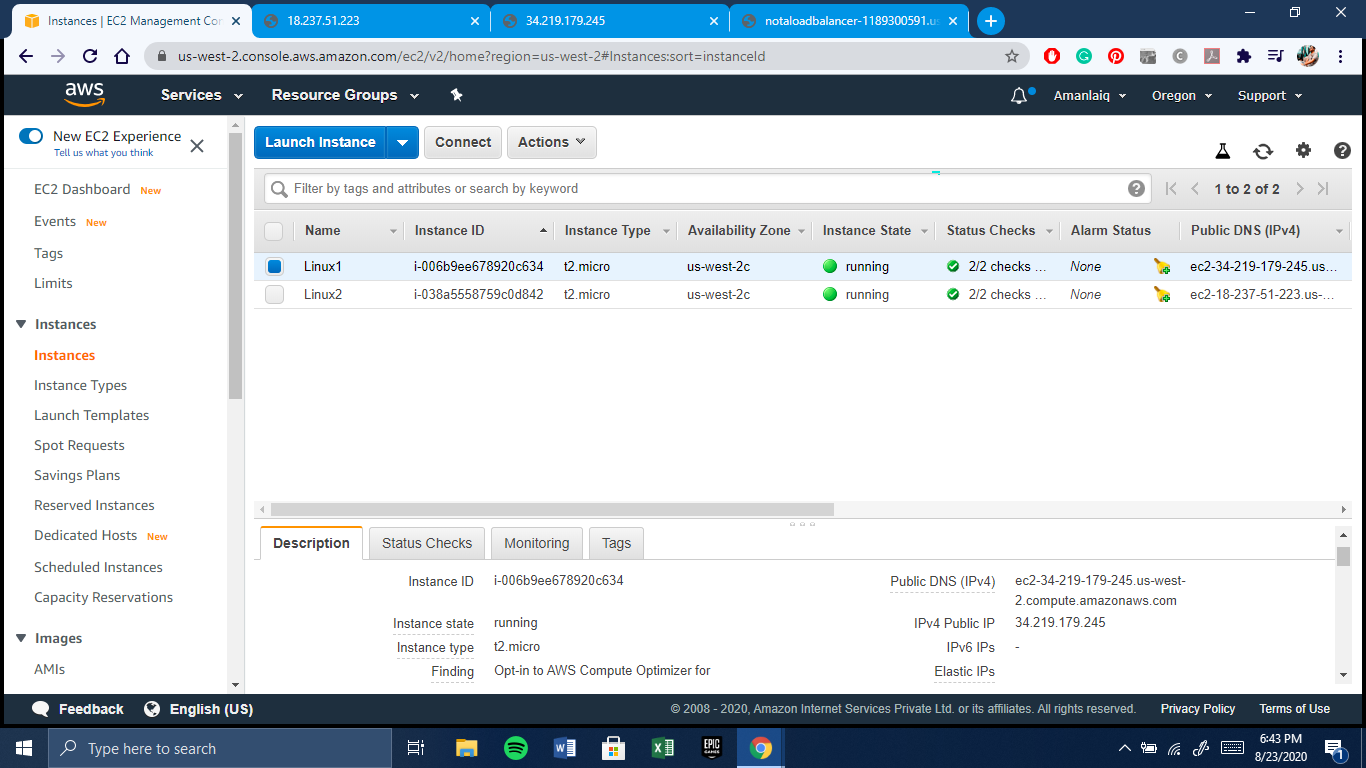 Instances | EC2 Management Con
18.237.51.223
34.219.179.245
notaloadbalancer-1189300591.us
us-west-2.console.aws.amazon.com/ec2/v2/home?region=us-west-2#Instances:sort=instanceId
aws
Services
Resource Groups
Amanlaiq
Oregon
Support
New EC2 Experience
Tell us what you think
EC2 Dashboard New
Events New
Tags
Limits
Instances
Instances
Instance Types
Launch Templates
Spot Requests
Savings Plans
Reserved Instances
Dedicated Hosts New
Scheduled Instances
Capacity Reservations
Images
AMIs
Launch Instance
Connect
Actions
Filter by tags and attributes or search by keyword
1 to 2 of 2
Name Instance ID Instance Type Availability Zone Instance State Status Checks Alarm Status Public DNS (IPv4)
Linux1 i-006b9ee678920c634 t2.micro us-west-2c running 2/2 checks ... None ec2-34-219-179-245.us...
Linux2 i-038a5558759c0d842 t2.micro us-west-2c running 2/2 checks ... None ec2-18-237-51-223.us-...
Description Status Checks Monitoring Tags
Instance ID i-006b9ee678920c634
Public DNS (IPv4) ec2-34-219-179-245.us-west-
2.compute.amazonaws.com
Instance state running
IPv4 Public IP 34.219.179.245
Instance type t2.micro
IPv6 IPs -
Finding Opt-in to AWS Compute Optimizer for
Elastic IPs
Feedback
English (US)
© 2008 - 2020, Amazon Internet Services Private Ltd. or its affiliates. All rights reserved.
Privacy Policy
Terms of Use
Type here to search
EPIC
GAMES
6:43 PM
8/23/2020
1